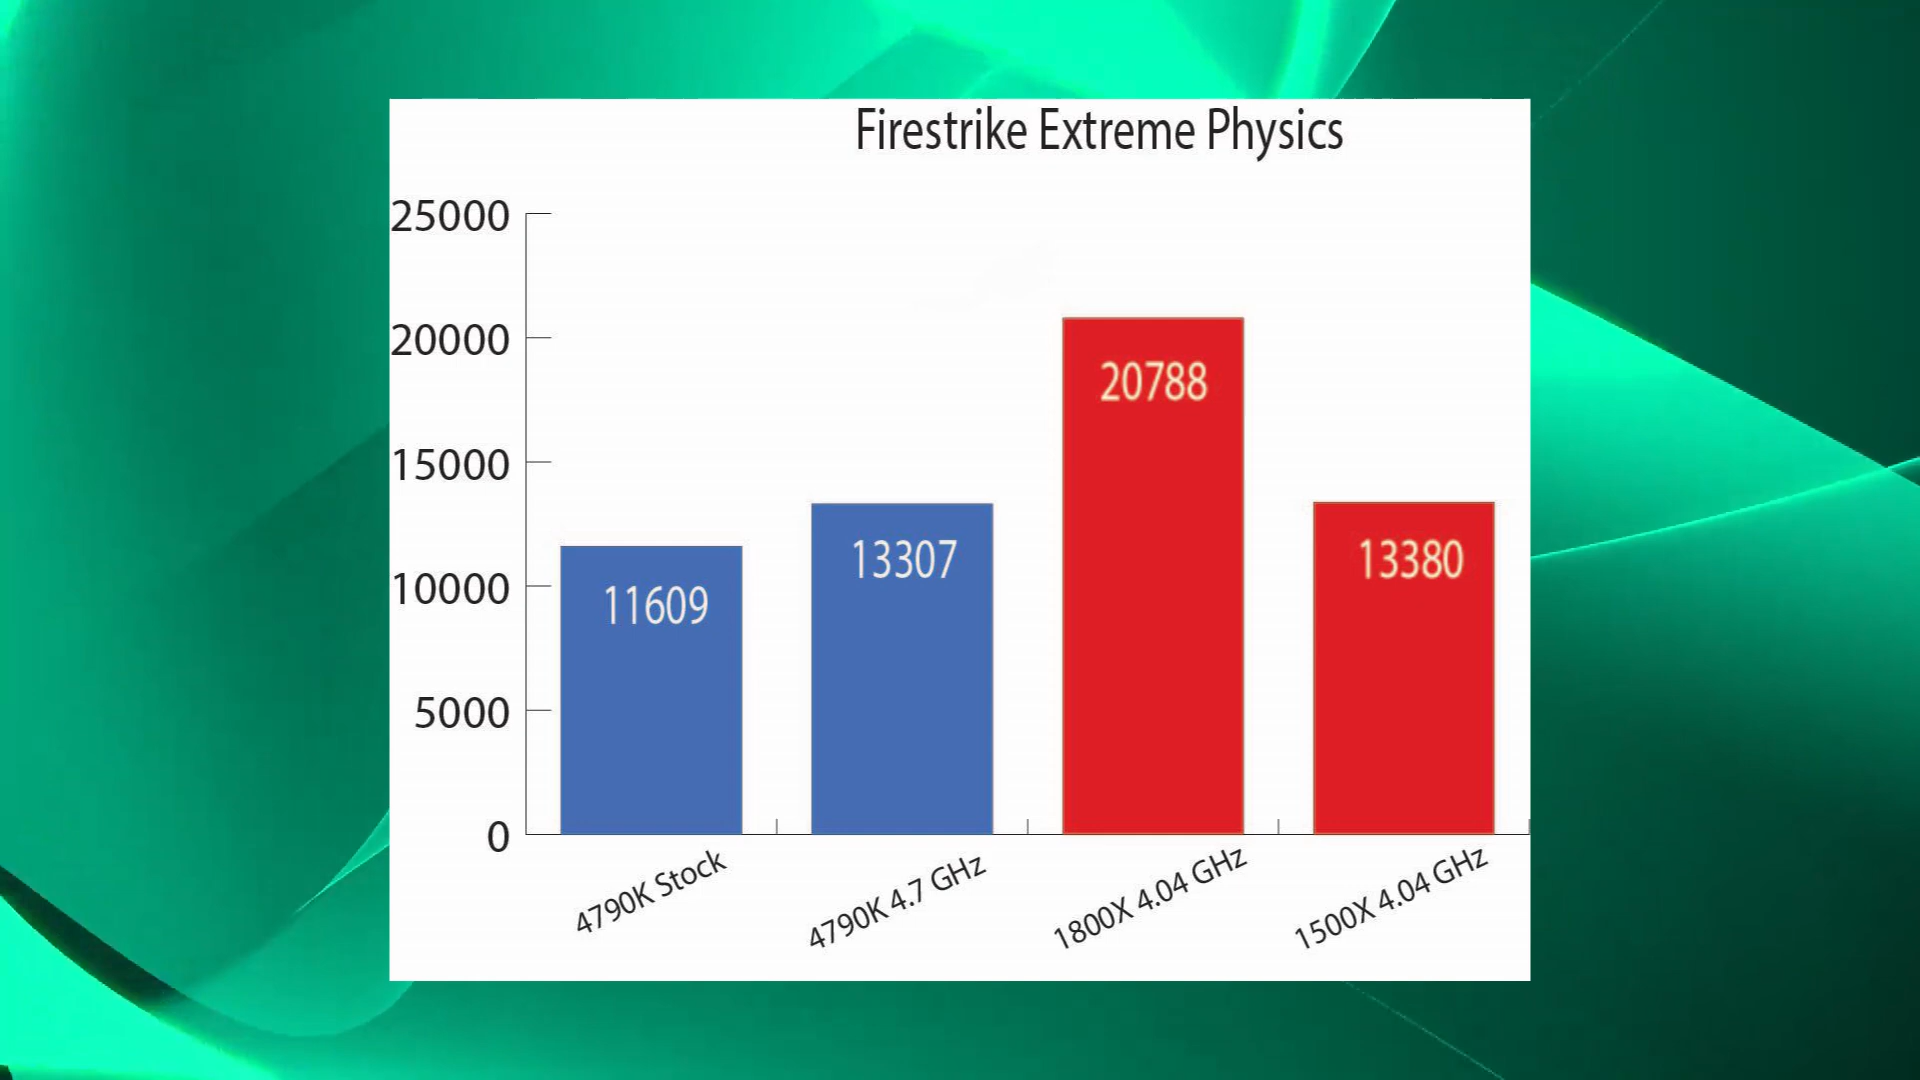 Firestrike Extreme Physics
25000
20000
15000
10000
5000
0
11609
13307
20788
13380
4790K Stock
4790K 4.7 GHz
1800X 4.04 GHz
1500X 4.04 GHz